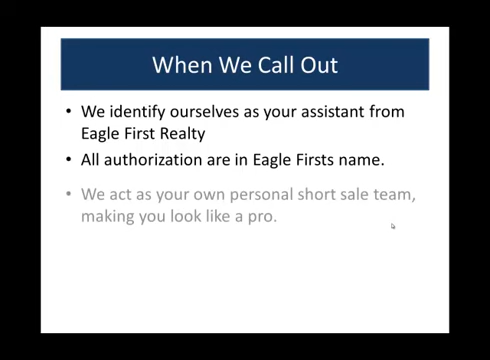 When We Call Out
• We identify ourselves as your assistant from
Eagle First Realty
• All authorization are in Eagle Firsts name.
• We act as your own personal short sale team,
making you look like a pro.